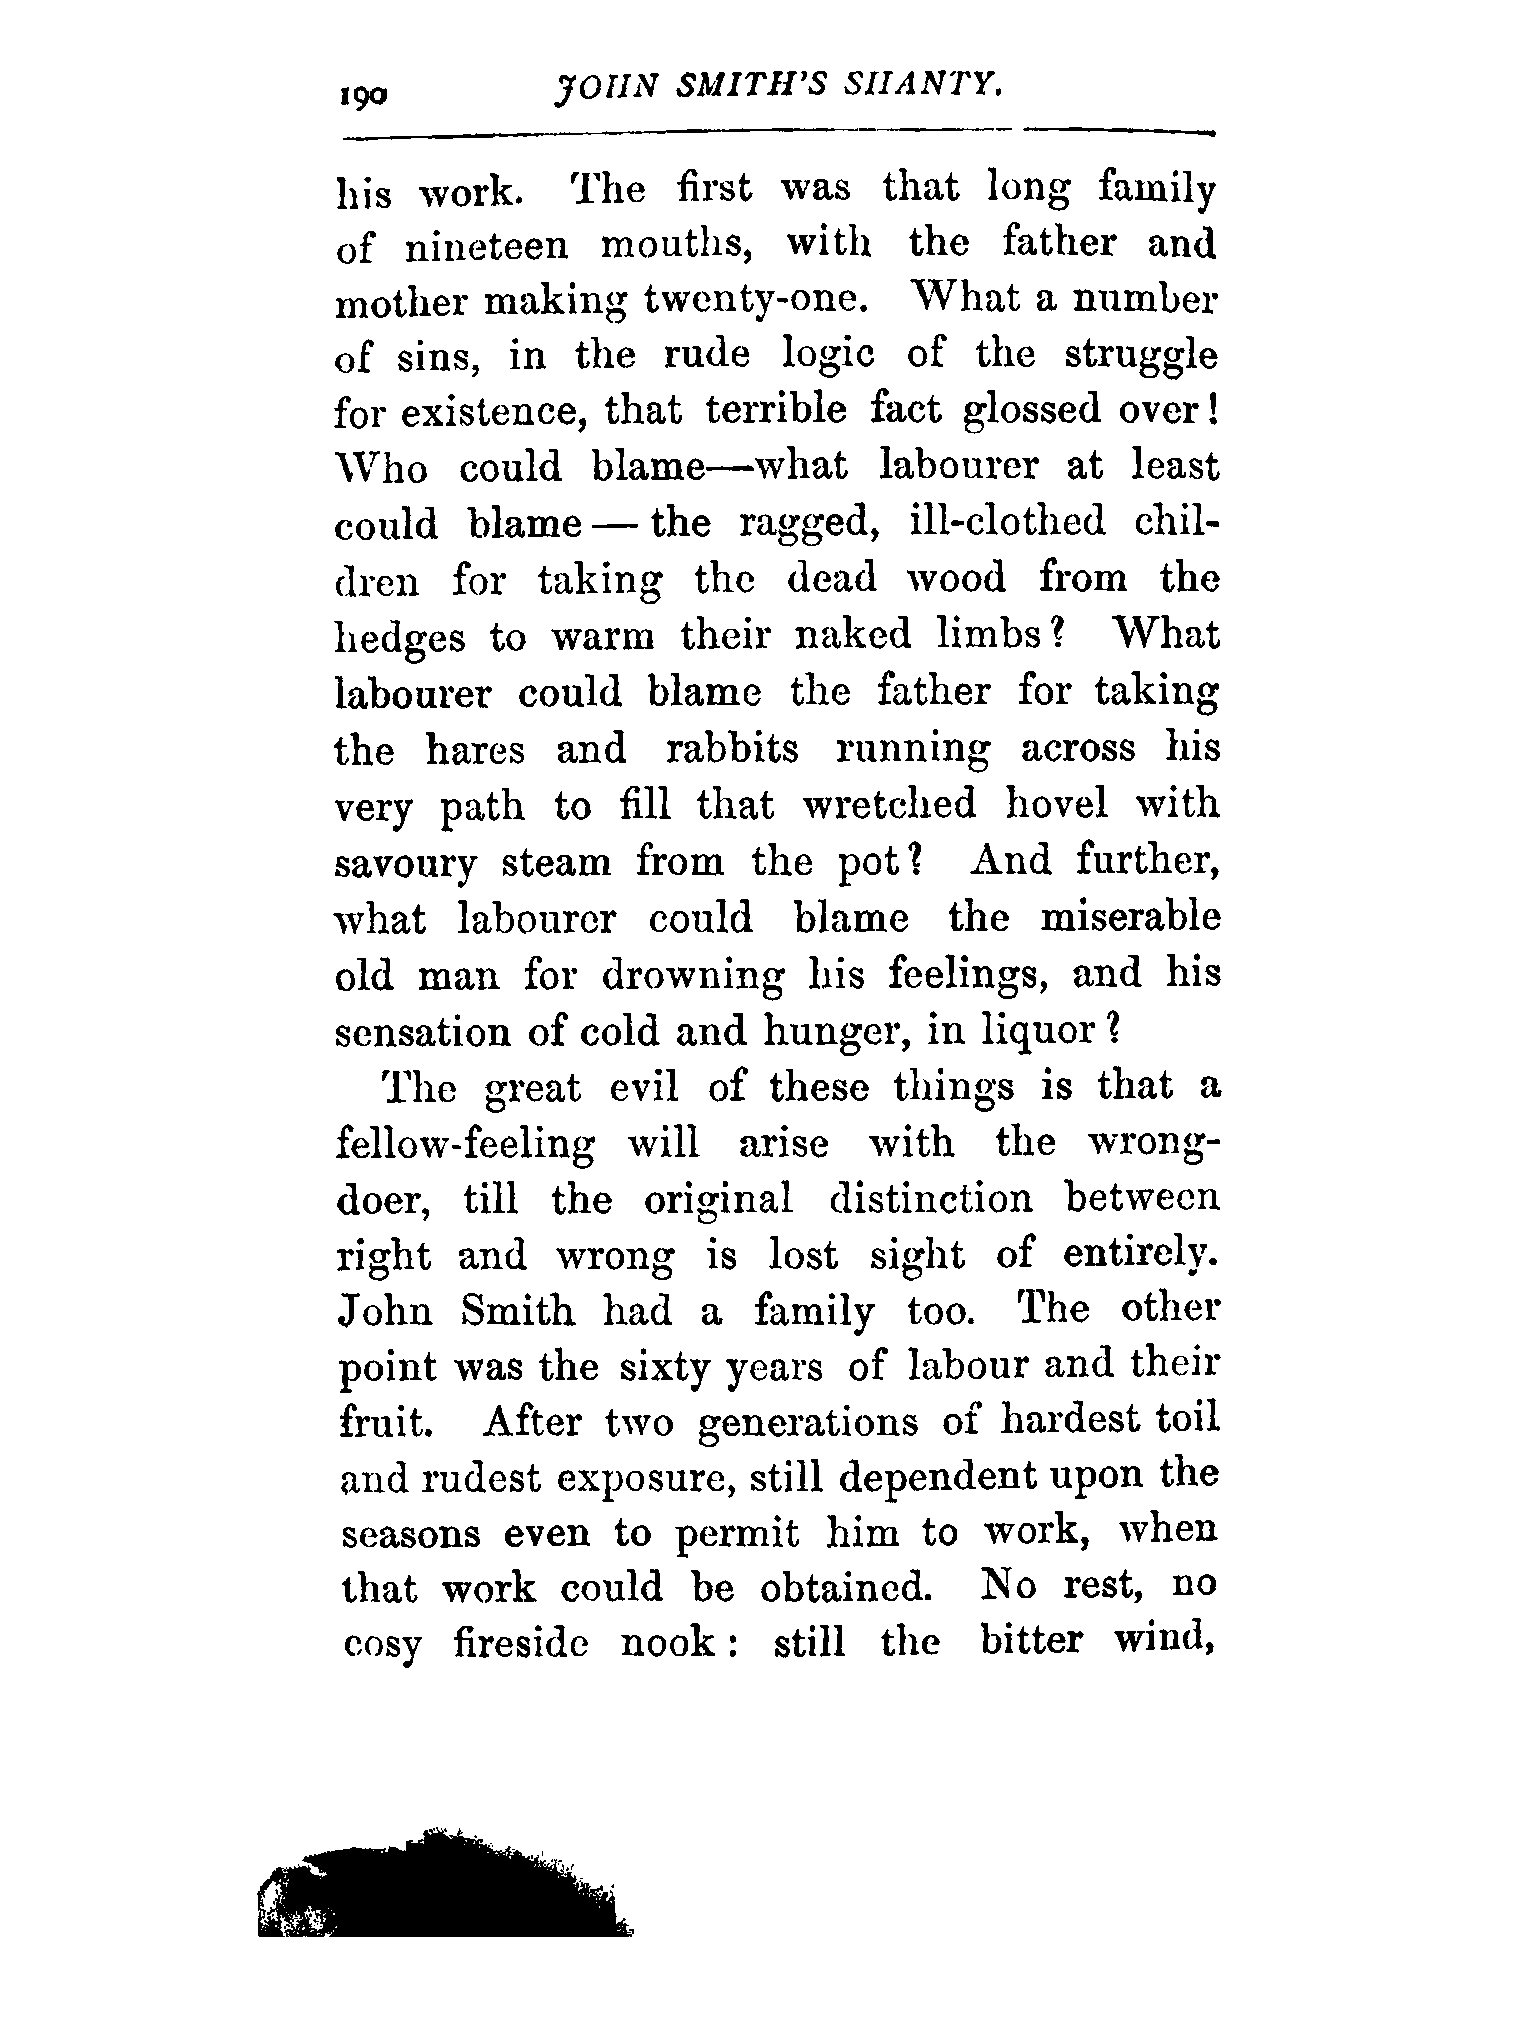 190 JOHN SMITH'S SHANTY.
his work. The first was that long family
of nineteen mouths, with the father and
mother making twenty-one. What a number
of sins, in the rude logic of the struggle
for existence, that terrible fact glossed over!
Who could blame—what labourer at least
could blame — the ragged, ill-clothed chil-
dren for taking the dead wood from the
hedges to warm their naked limbs? What
labourer could blame the father for taking
the hares and rabbits running across his
very path to fill that wretched hovel with
savoury steam from the pot? And further,
what labourer could blame the miserable
old man for drowning his feelings, and his
sensation of cold and hunger, in liquor?
The great evil of these things is that a
fellow-feeling will arise with the wrong-
doer, till the original distinction between
right and wrong is lost sight of entirely.
John Smith had a family too. The other
point was the sixty years of labour and their
fruit. After two generations of hardest toil
and rudest exposure, still dependent upon the
seasons even to permit him to work, when
that work could be obtained. No rest, no
cosy fireside nook: still the bitter wind,